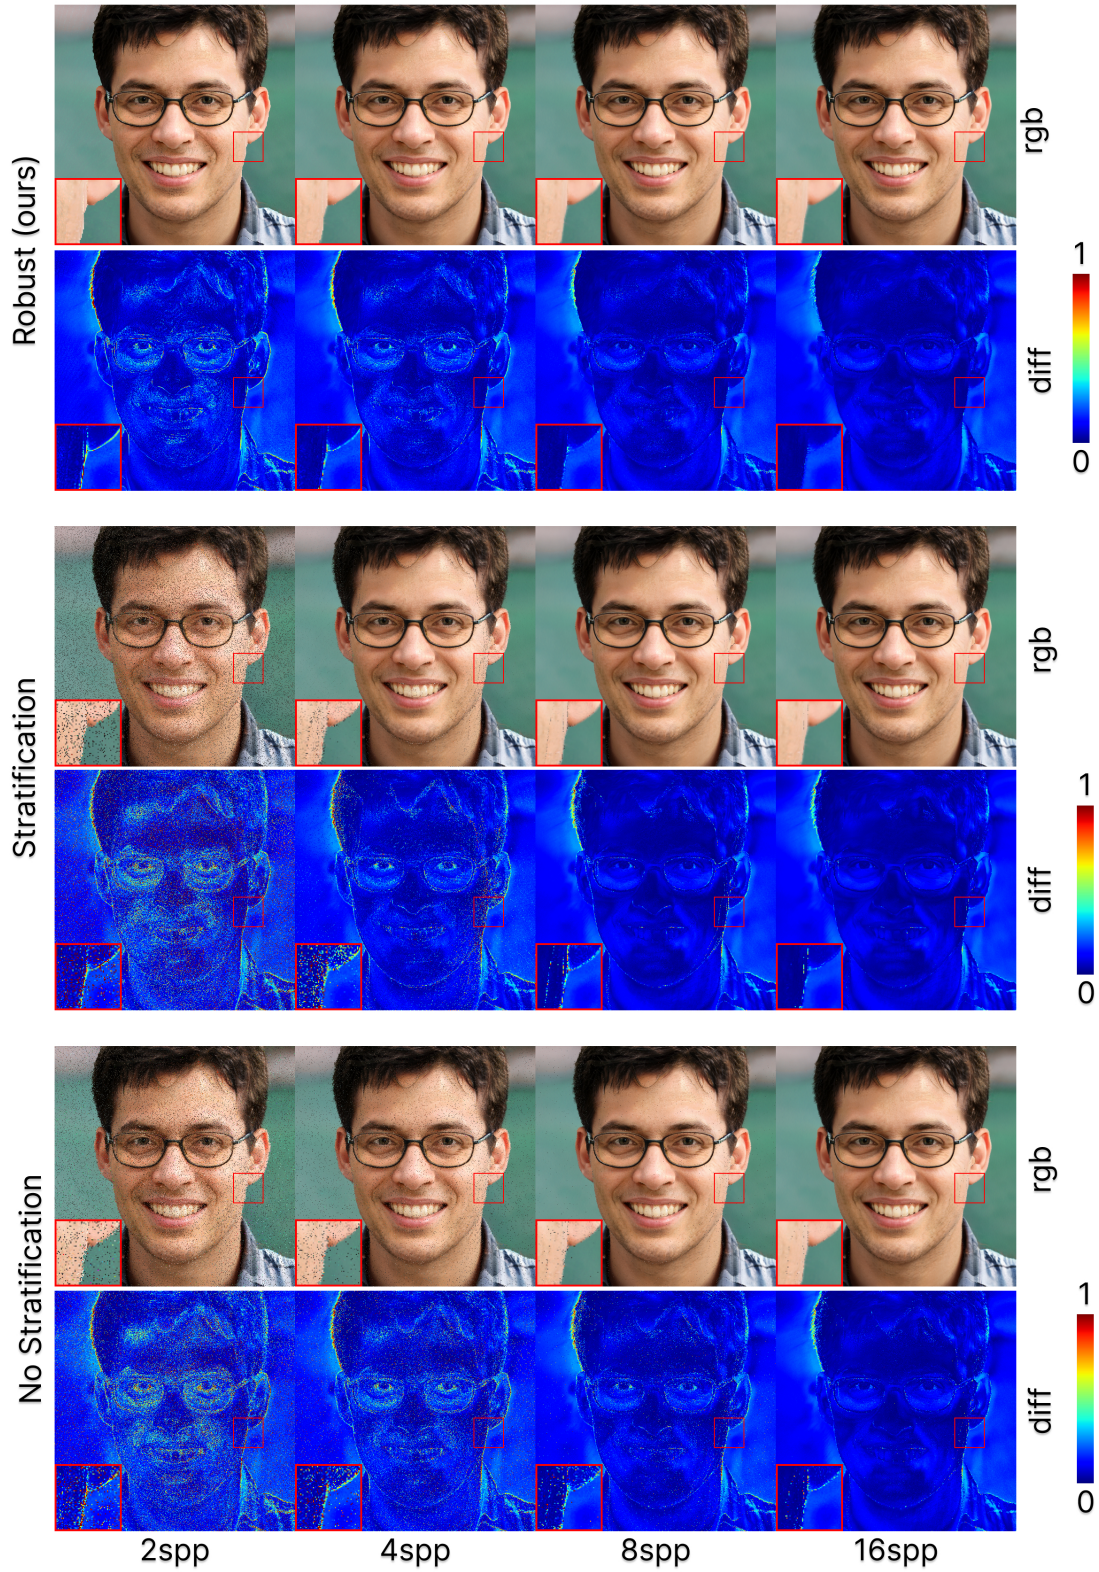 Robust (ours)
rgb
diff
1
0
Stratification
rgb
diff
1
0
No Stratification
rgb
diff
1
0
2spp
4spp
8spp
16spp